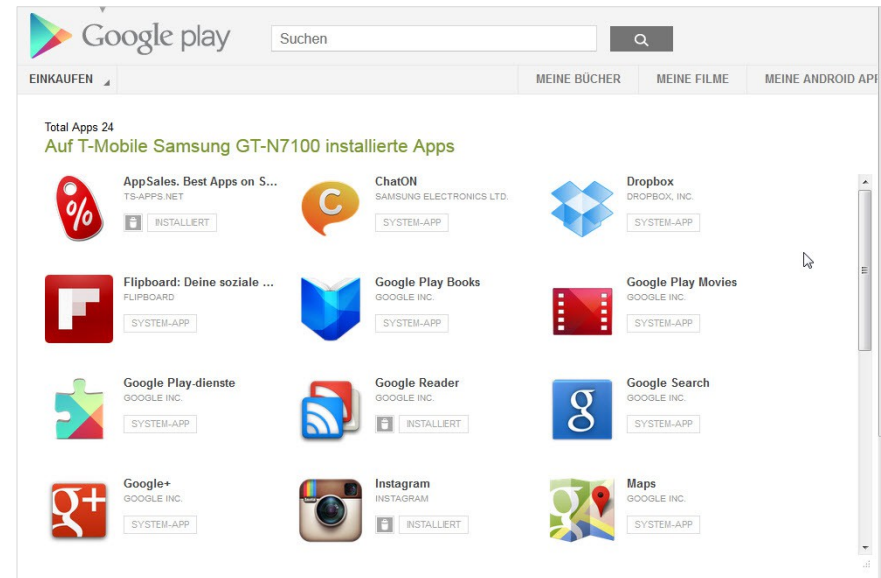 Google play
Suchen
EINKAUFEN
MEINE BÜCHER MEINE FILME MEINE ANDROID APP
Total Apps 24
Auf T-Mobile Samsung GT-N7100 installierte Apps
AppSales. Best Apps on S...
TS-APPS.NET
INSTALLIERT
ChatON
SAMSUNG ELECTRONICS LTD.
SYSTEM-APP
Dropbox
DROPBOX, INC.
SYSTEM-APP
Flipboard: Deine soziale ...
FLIPBOARD
SYSTEM-APP
Google Play Books
GOOGLE INC.
SYSTEM-APP
Google Play Movies
GOOGLE INC.
SYSTEM-APP
Google Play-dienste
GOOGLE INC.
SYSTEM-APP
Google Reader
GOOGLE INC.
INSTALLIERT
Google Search
GOOGLE INC.
SYSTEM-APP
Google+
GOOGLE INC.
SYSTEM-APP
Instagram
INSTAGRAM
INSTALLIERT
Maps
GOOGLE INC.
SYSTEM-APP